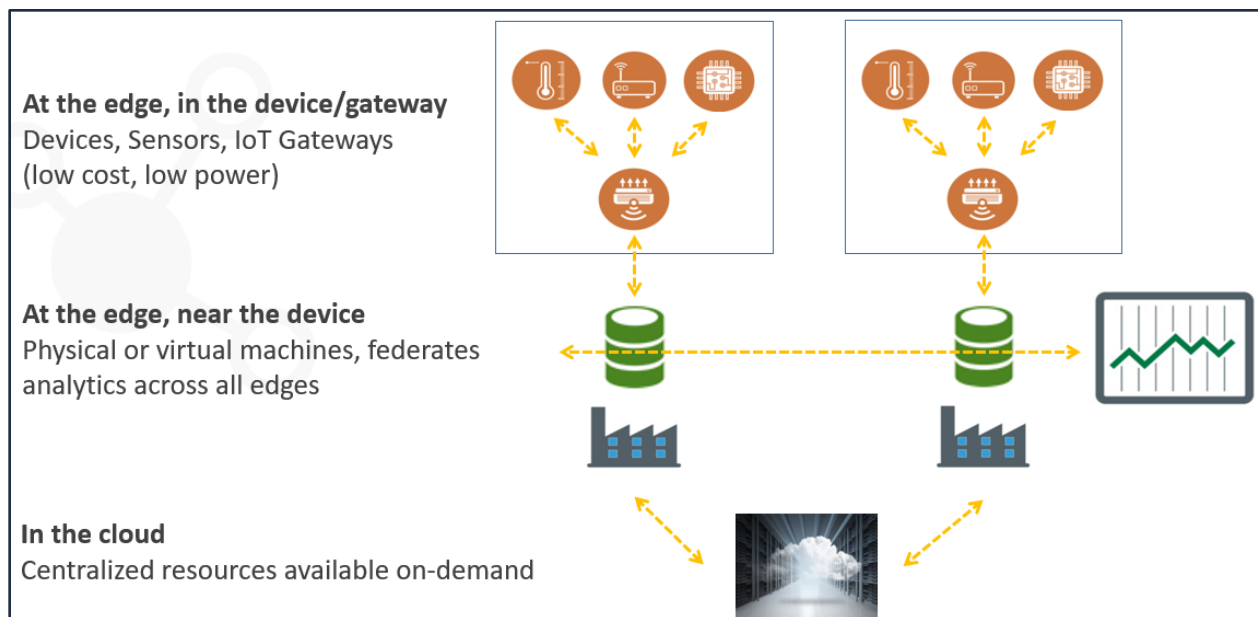 At the edge, in the device/gateway
Devices, Sensors, IoT Gateways
(low cost, low power)
At the edge, near the device
Physical or virtual machines, federates
analytics across all edges
In the cloud
Centralized resources available on-demand